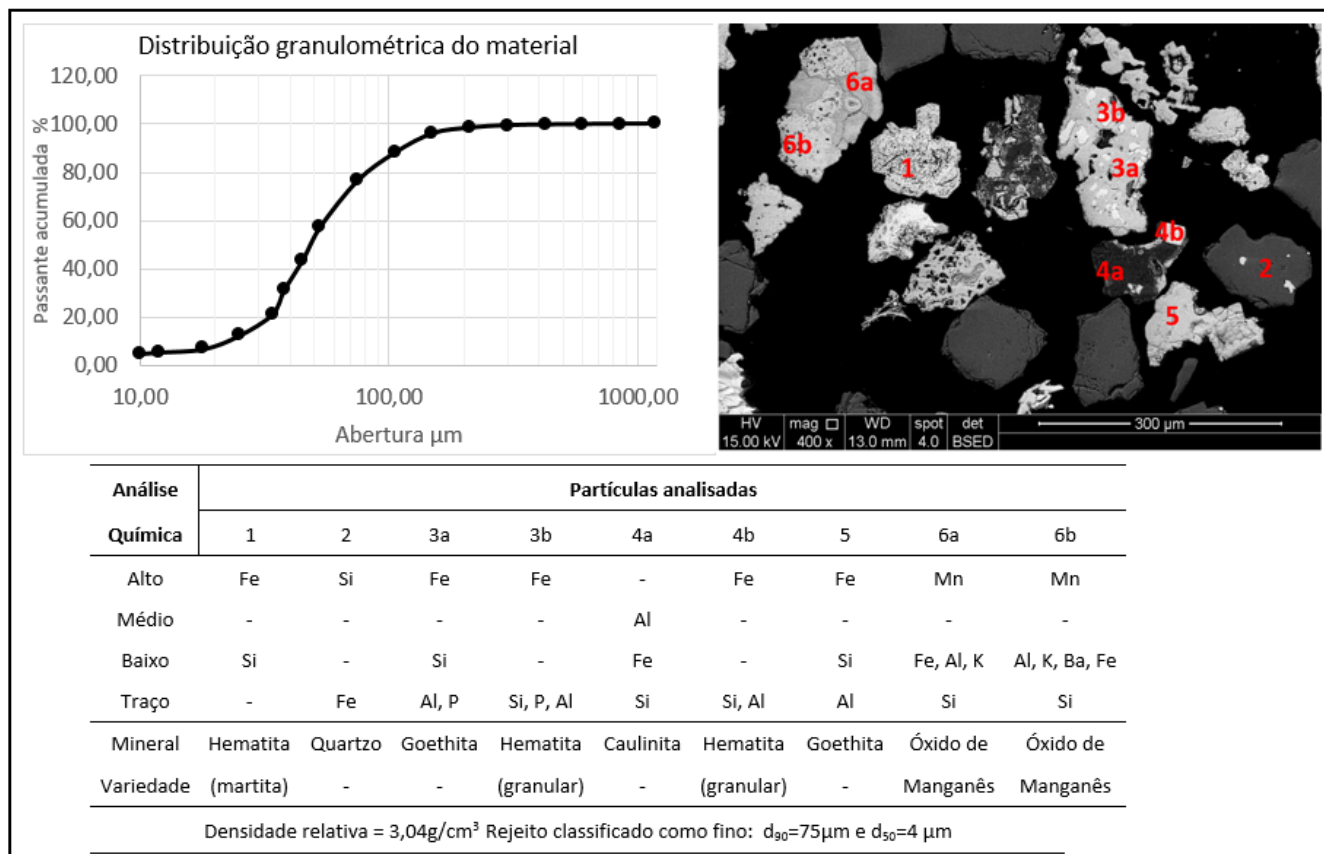 Distribuição granulométrica do material
120,00
100,00
80,00
60,00
40,00
20,00
0,00
Passante acumulada %
10,00 100,00 1000,00
Abertura µm
6a
6b
1
3b
3a
4b
4a
2
5
HV mag WD spot det
15.00 kV 400 x 13.0 mm 4.0 BSED 300 µm
Análise Química Partículas analisadas
1 2 3a 3b 4a 4b 5 6a 6b
Alto Fe Si Fe Fe - Fe Fe Mn Mn
Médio - - - - Al - - - -
Baixo Si - Si - Fe - Si Fe, Al, K Al, K, Ba, Fe
Traço - Fe Al, P Si, P, Al Si Si, Al Al Si Si
Mineral Hematita Quartzo Goethita Hematita Caulinita Hematita Goethita Óxido de Óxido de
Variedade (martita) - - (granular) - (granular) - Manganês Manganês
Densidade relativa = 3,04g/cm³ Rejeito classificado como fino: d₉₀=75µm e d₅₀=4 µm